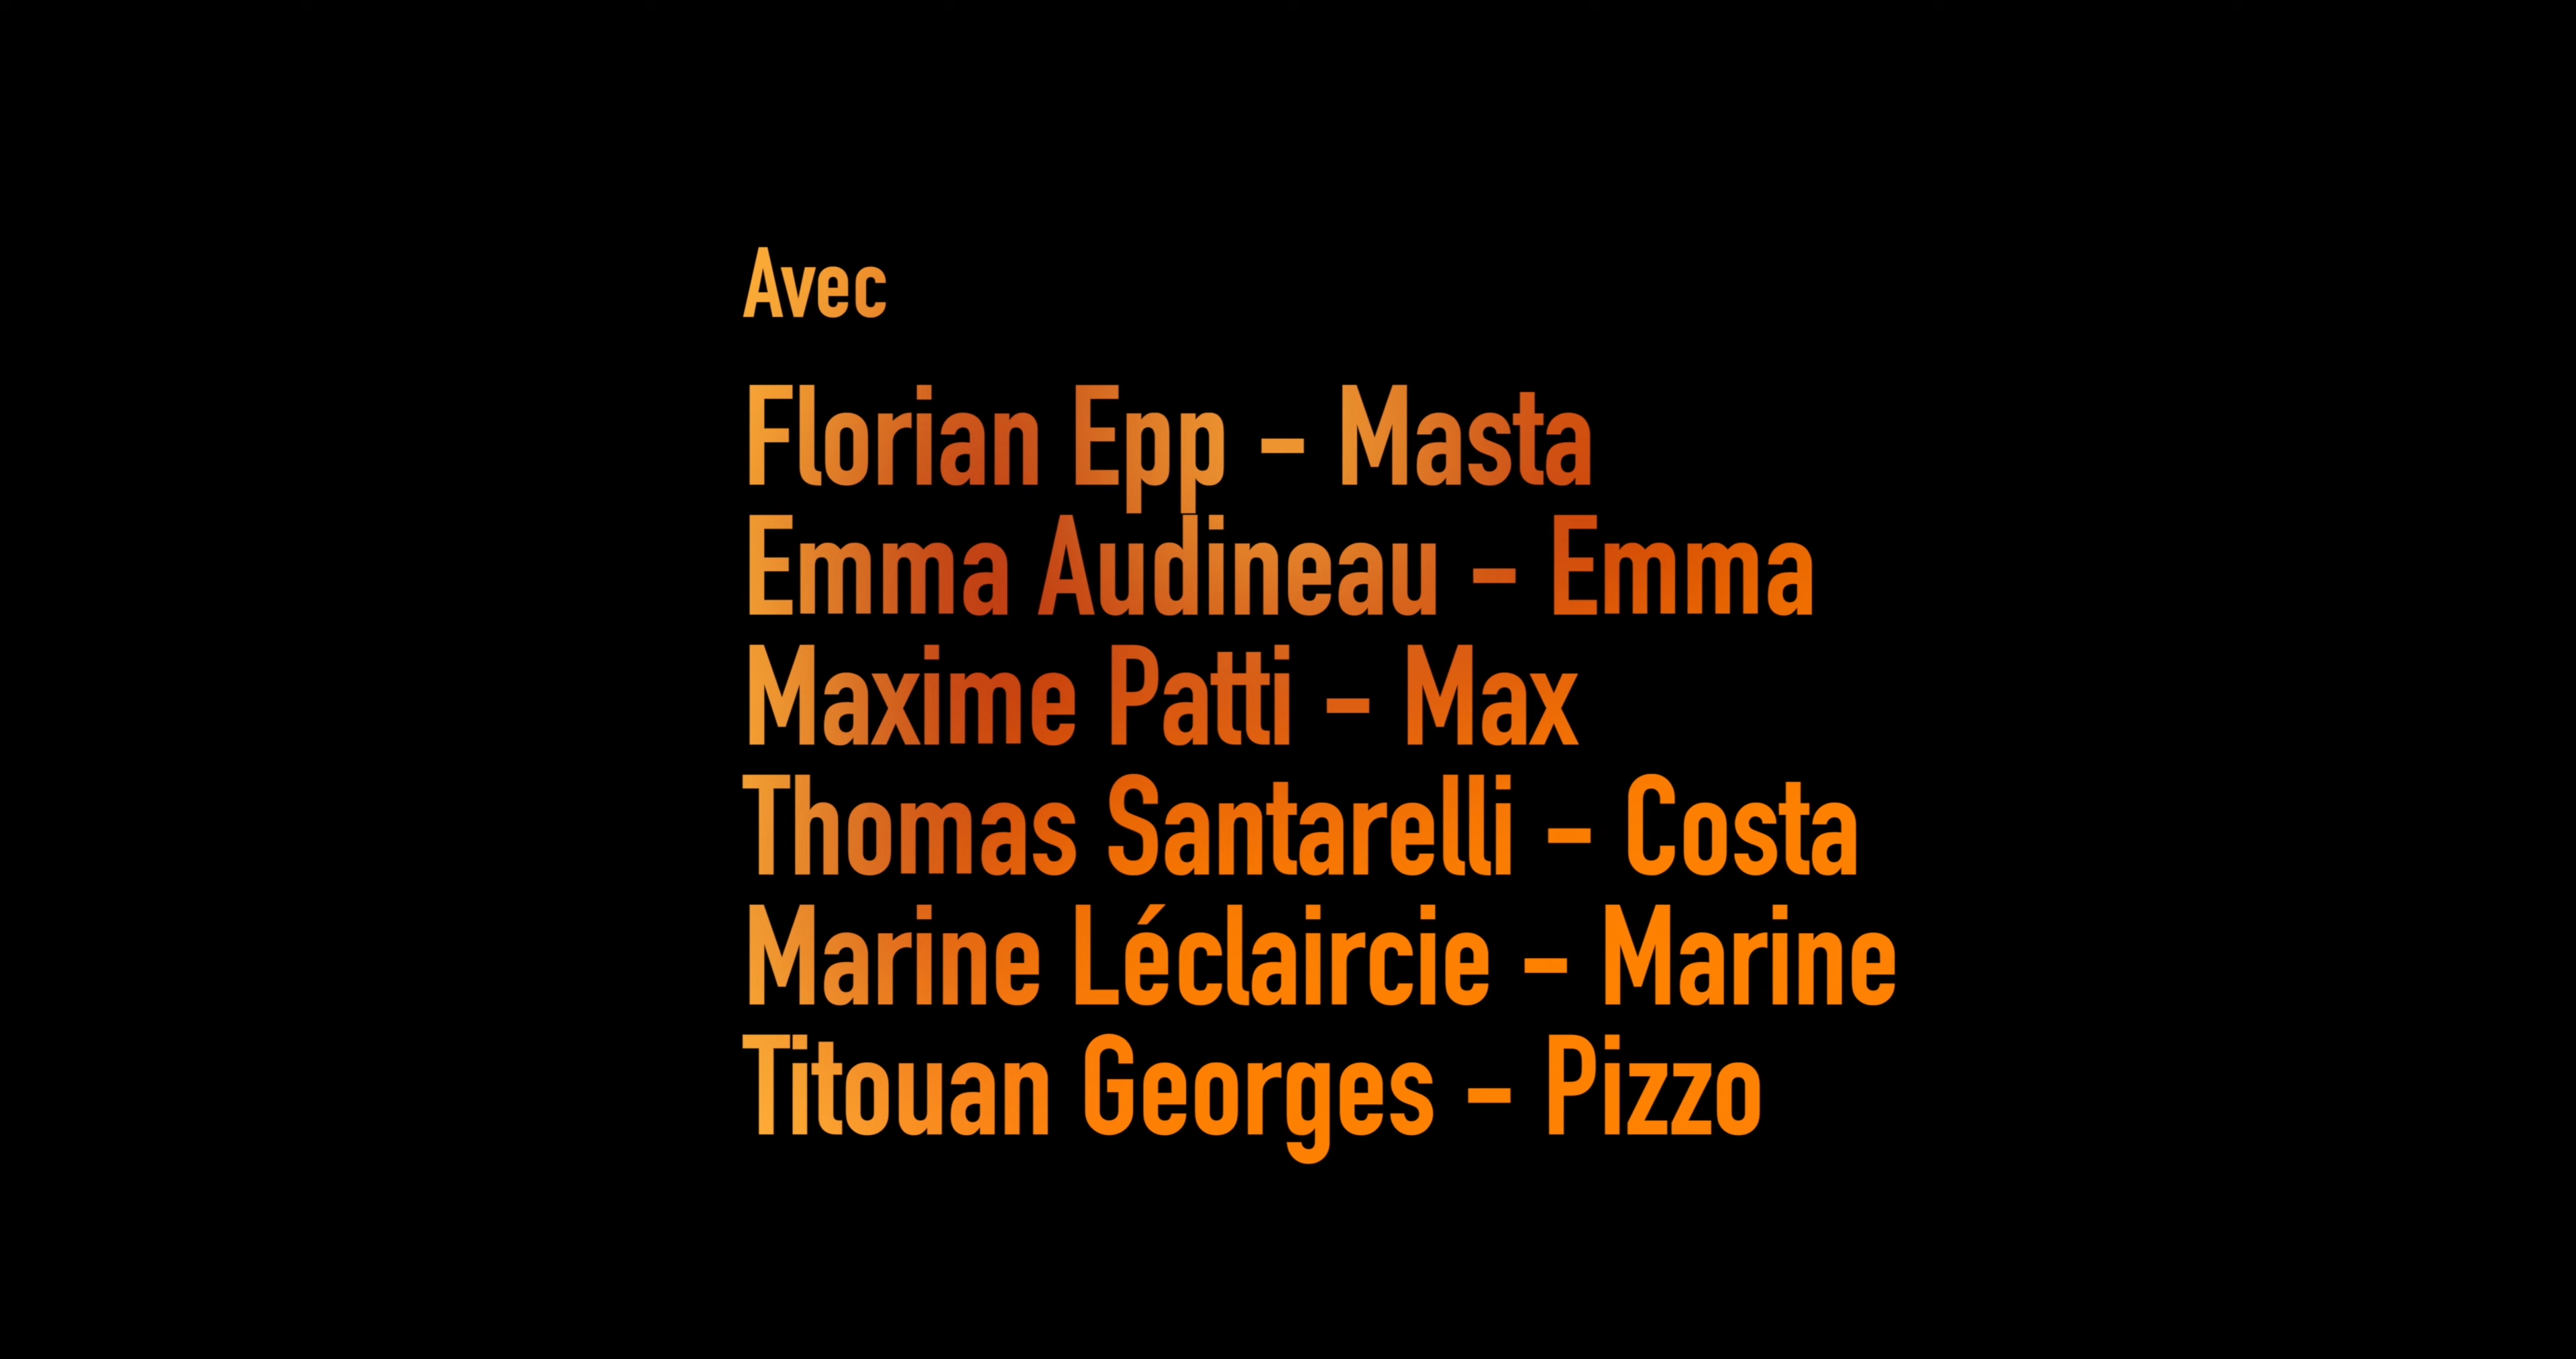 Avec
Florian Epp – Masta
Emma Audineau – Emma
Maxime Patti – Max
Thomas Santarelli – Costa
Marine Léclaircie – Marine
Titouan Georges – Pizzo